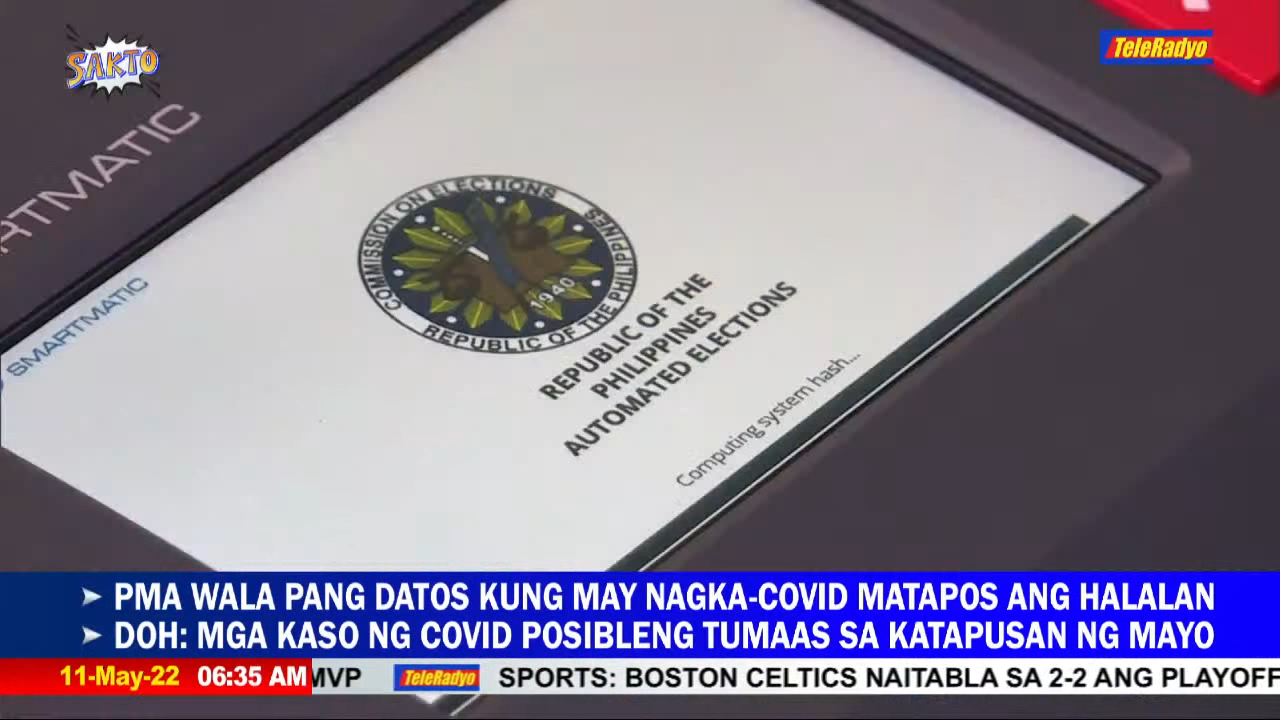 SAKTO
TeleRadyo
RTMATIC
SMARTMATIC
COMMISSION ON ELECTIONS
REPUBLIC OF THE PHILIPPINES
1940
REPUBLIC OF THE
PHILIPPINES
AUTOMATED ELECTIONS
Computing system hash...
➢ PMA WALA PANG DATOS KUNG MAY NAGKA-COVID MATAPOS ANG HALALAN
➢ DOH: MGA KASO NG COVID POSIBLENG TUMAAS SA KATAPUSAN NG MAYO
11-May-22 06:35 AM MVP TeleRadyo SPORTS: BOSTON CELTICS NAITABLA SA 2-2 ANG PLAYOFF